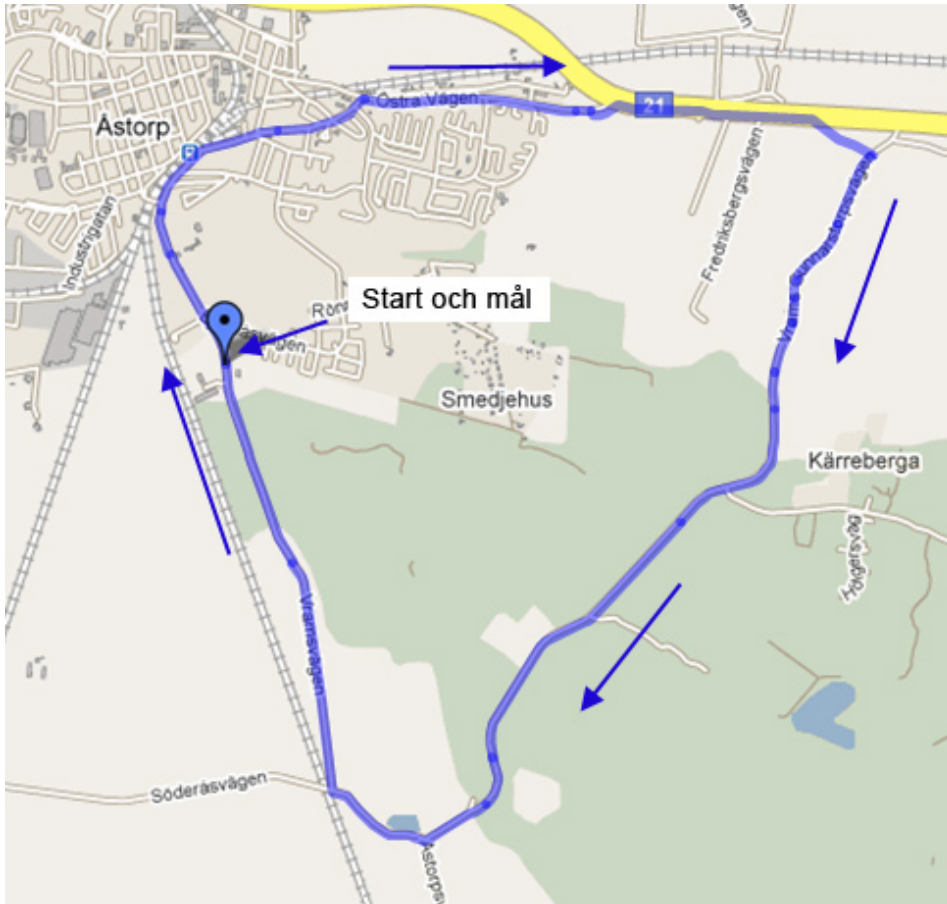 Östra Vägen
21
Åstorp
P
Industrigatan
Fredriksbergsvägen
Start och mål
Smedjehus
Kärreberga
Vramsvägen
Söderåsvägen